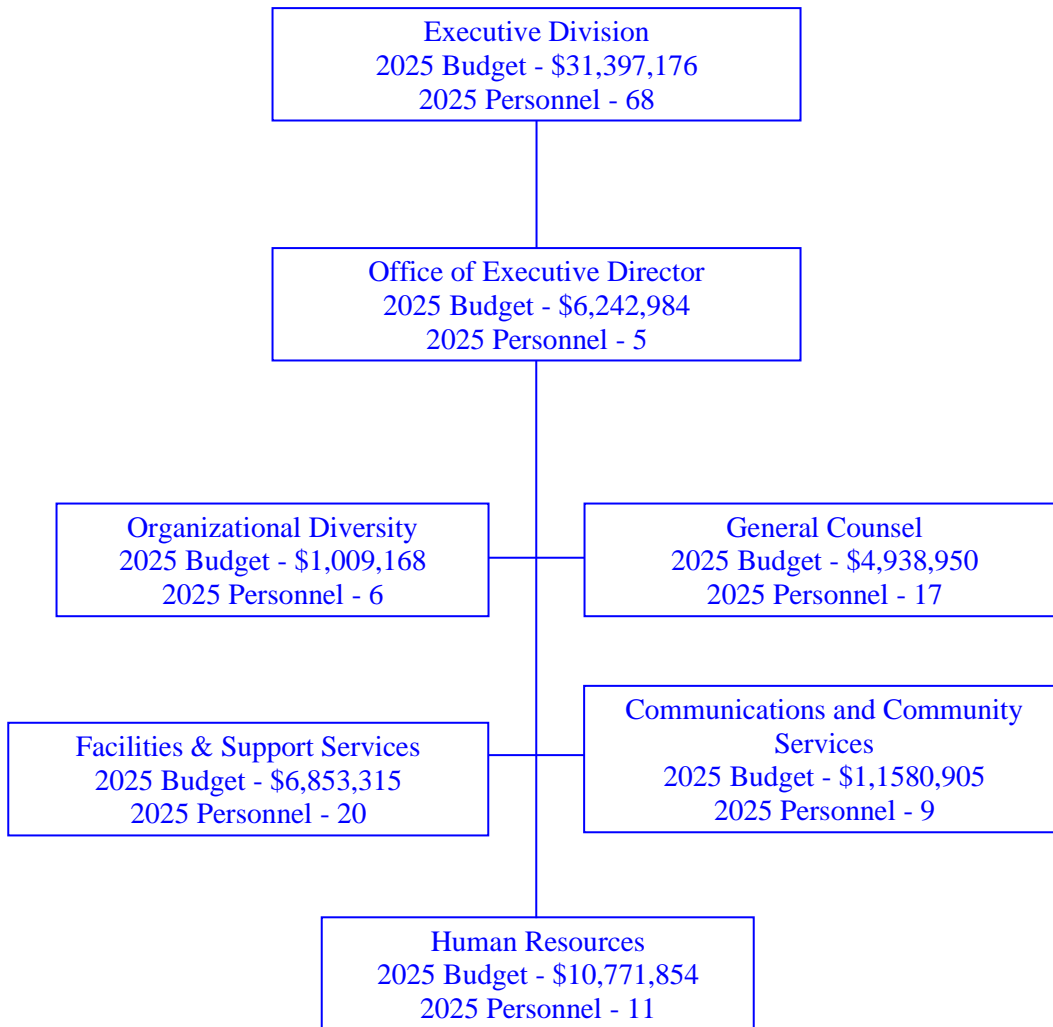 Executive Division
2025 Budget - $31,397,176
2025 Personnel - 68
Office of Executive Director
2025 Budget - $6,242,984
2025 Personnel - 5
Organizational Diversity
2025 Budget - $1,009,168
2025 Personnel - 6
General Counsel
2025 Budget - $4,938,950
2025 Personnel - 17
Facilities & Support Services
2025 Budget - $6,853,315
2025 Personnel - 20
Communications and Community
Services
2025 Budget - $1,1580,905
2025 Personnel - 9
Human Resources
2025 Budget - $10,771,854
2025 Personnel - 11